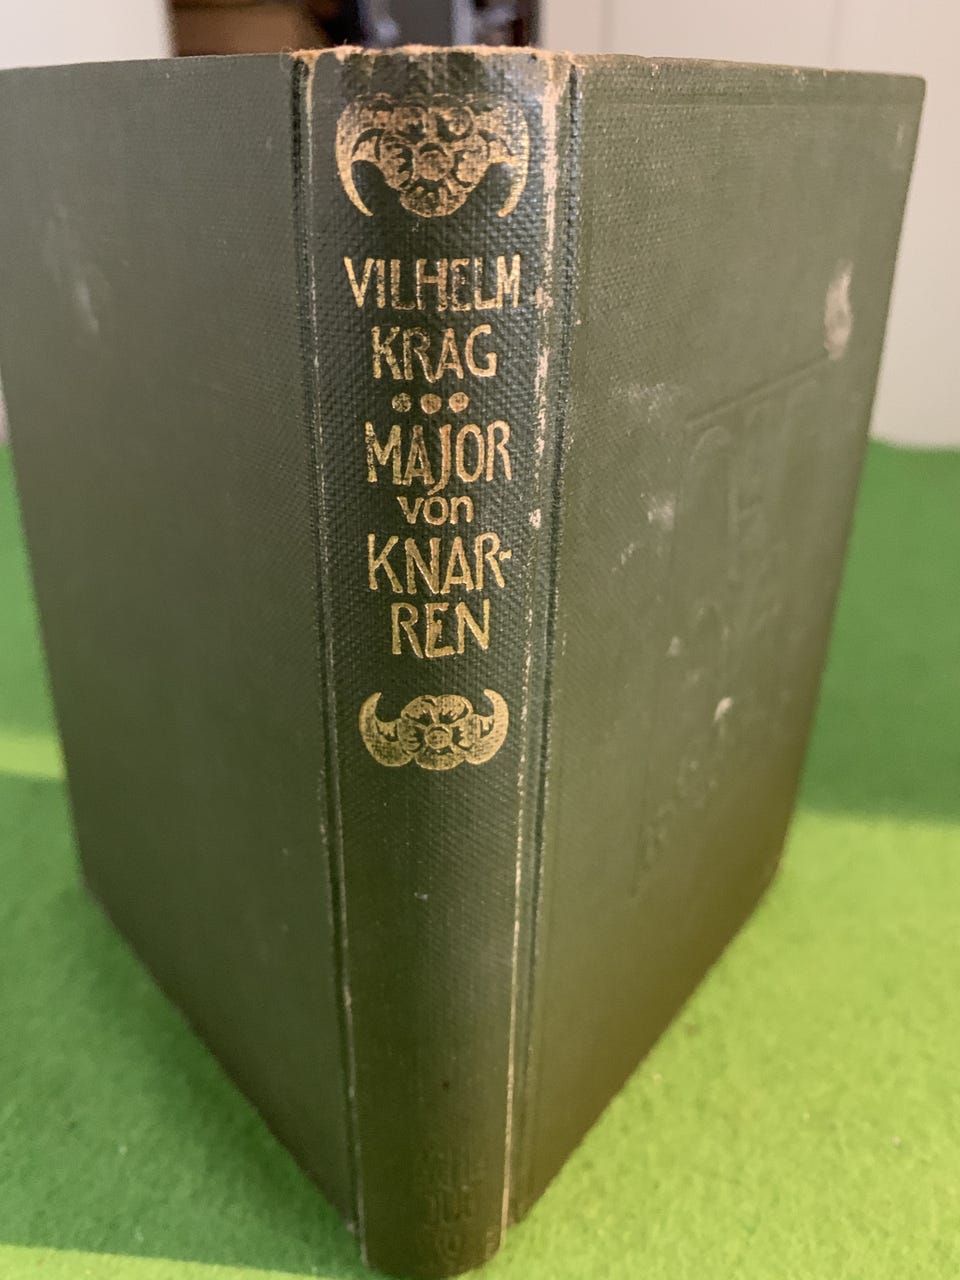 VILHELM
KRAG
MAJOR
von
KNAR-
REN